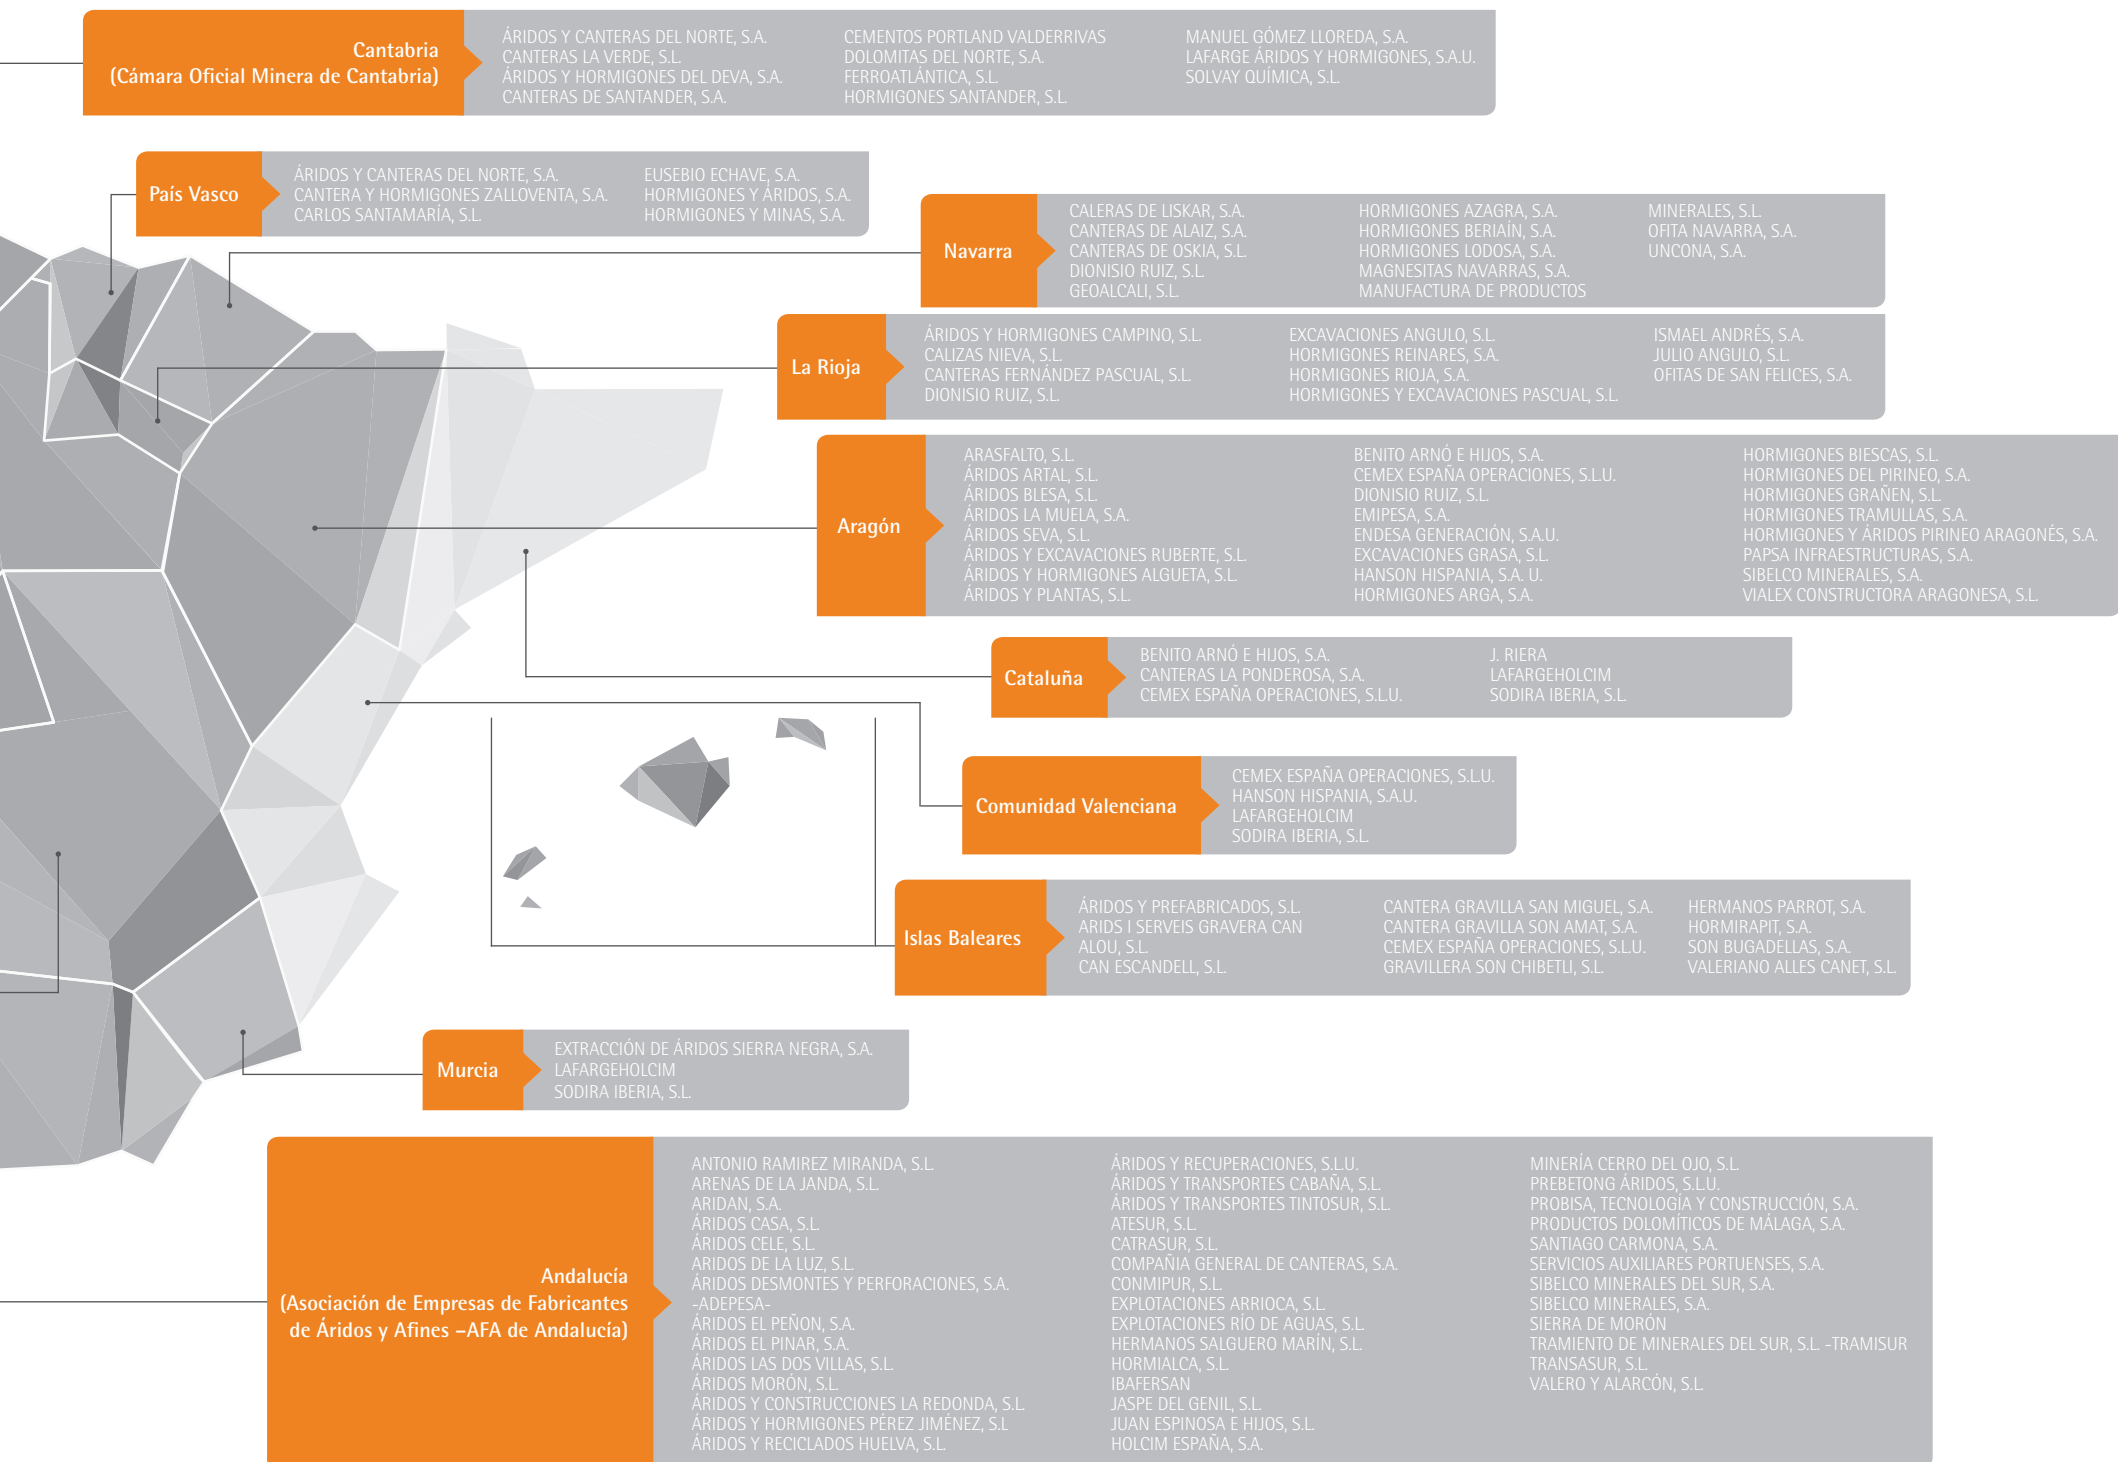 Cantabria
(Cámara Oficial Minera de Cantabria)
ÁRIDOS Y CANTERAS DEL NORTE, S.A.
CANTERAS LA VERDE, S.L.
ÁRIDOS Y HORMIGONES DEL DEVA, S.A.
CANTERAS DE SANTANDER, S.A.
CEMENTOS PORTLAND VALDERRIVAS
DOLOMITAS DEL NORTE, S.A.
FERROATLÁNTICA, S.L.
HORMIGONES SANTANDER, S.L.
MANUEL GÓMEZ LLOREDA, S.A.
LAFARGE ÁRIDOS Y HORMIGONES, S.A.U.
SOLVAY QUÍMICA, S.L.
País Vasco
ÁRIDOS Y CANTERAS DEL NORTE, S.A.
CANTERA Y HORMIGONES ZALLOVENTA, S.A.
CARLOS SANTAMARÍA, S.L.
EUSEBIO ECHAVE, S.A.
HORMIGONES Y ÁRIDOS, S.A.
HORMIGONES Y MINAS, S.A.
Navarra
CALERAS DE LISKAR, S.A.
CANTERAS DE ALAIZ, S.A.
CANTERAS DE OSKIA, S.L.
DIONISIO RUIZ, S.L.
GEOALCALI, S.L.
HORMIGONES AZAGRA, S.A.
HORMIGONES BERIAÍN, S.A.
HORMIGONES LODOSA, S.A.
MAGNESITAS NAVARRAS, S.A.
MANUFACTURA DE PRODUCTOS
MINERALES, S.L.
OFITA NAVARRA, S.A.
UNCONA, S.A.
La Rioja
ÁRIDOS Y HORMIGONES CAMPINO, S.L.
CALIZAS NIEVA, S.L.
CANTERAS FERNÁNDEZ PASCUAL, S.L.
DIONISIO RUIZ, S.L.
EXCAVACIONES ANGULO, S.L.
HORMIGONES REINARES, S.A.
HORMIGONES RIOJA, S.A.
HORMIGONES Y EXCAVACIONES PASCUAL, S.L.
ISMAEL ANDRÉS, S.A.
JULIO ANGULO, S.L.
OFITAS DE SAN FELICES, S.A.
Aragón
ARASFALTO, S.L.
ÁRIDOS ARTAL, S.L.
ÁRIDOS BLESA, S.L.
ÁRIDOS LA MUELA, S.A.
ÁRIDOS SEVA, S.L.
ÁRIDOS Y EXCAVACIONES RUBERTE, S.L.
ÁRIDOS Y HORMIGONES ALGUETA, S.L.
ÁRIDOS Y PLANTAS, S.L.
BENITO ARNÓ E HIJOS, S.A.
CEMEX ESPAÑA OPERACIONES, S.L.U.
DIONISIO RUIZ, S.L.
EMIPESA, S.A.
ENDESA GENERACIÓN, S.A.U.
EXCAVACIONES GRASA, S.L.
HANSON HISPANIA, S.A. U.
HORMIGONES ARGA, S.A.
HORMIGONES BIESCAS, S.L.
HORMIGONES DEL PIRINEO, S.A.
HORMIGONES GRAÑEN, S.L.
HORMIGONES TRAMULLAS, S.A.
HORMIGONES Y ÁRIDOS PIRINEO ARAGONÉS, S.A.
PAPSA INFRAESTRUCTURAS, S.A.
SIBELCO MINERALES, S.A.
VIALEX CONSTRUCTORA ARAGONESA, S.L.
Cataluña
BENITO ARNÓ E HIJOS, S.A.
CANTERAS LA PONDEROSA, S.A.
CEMEX ESPAÑA OPERACIONES, S.L.U.
J. RIERA
LAFARGEHOLCIM
SODIRA IBERIA, S.L.
Comunidad Valenciana
CEMEX ESPAÑA OPERACIONES, S.L.U.
HANSON HISPANIA, S.A.U.
LAFARGEHOLCIM
SODIRA IBERIA, S.L.
Islas Baleares
ÁRIDOS Y PREFABRICADOS, S.L.
ARIDS I SERVEIS GRAVERA CAN
ALOU, S.L.
CAN ESCANDELL, S.L.
CANTERA GRAVILLA SAN MIGUEL, S.A.
CANTERA GRAVILLA SON AMAT, S.A.
CEMEX ESPAÑA OPERACIONES, S.L.U.
GRAVILLERA SON CHIBETLI, S.L.
HERMANOS PARROT, S.A.
HORMIRAPIT, S.A.
SON BUGADELLAS, S.A.
VALERIANO ALLES CANET, S.L.
Murcia
EXTRACCIÓN DE ÁRIDOS SIERRA NEGRA, S.A.
LAFARGEHOLCIM
SODIRA IBERIA, S.L.
Andalucía
(Asociación de Empresas de Fabricantes
de Áridos y Afines –AFA de Andalucía)
ANTONIO RAMIREZ MIRANDA, S.L.
ARENAS DE LA JANDA, S.L.
ARIDAN, S.A.
ÁRIDOS CASA, S.L.
ÁRIDOS CELE, S.L.
ARIDOS DE LA LUZ, S.L.
ÁRIDOS DESMONTES Y PERFORACIONES, S.A.
-ADEPESA-
ÁRIDOS EL PEÑON, S.A.
ÁRIDOS EL PINAR, S.A.
ÁRIDOS LAS DOS VILLAS, S.L.
ÁRIDOS MORÓN, S.L.
ÁRIDOS Y CONSTRUCCIONES LA REDONDA, S.L.
ÁRIDOS Y HORMIGONES PÉREZ JIMÉNEZ, S.L
ÁRIDOS Y RECICLADOS HUELVA, S.L.
ÁRIDOS Y RECUPERACIONES, S.L.U.
ÁRIDOS Y TRANSPORTES CABAÑA, S.L.
ÁRIDOS Y TRANSPORTES TINTOSUR, S.L.
ATESUR, S.L.
CATRASUR, S.L.
COMPAÑIA GENERAL DE CANTERAS, S.A.
CONMIPUR, S.L.
EXPLOTACIONES ARRIOCA, S.L.
EXPLOTACIONES RÍO DE AGUAS, S.L.
HERMANOS SALGUERO MARÍN, S.L.
HORMIALCA, S.L.
IBAFERSAN
JASPE DEL GENIL, S.L.
JUAN ESPINOSA E HIJOS, S.L.
HOLCIM ESPAÑA, S.A.
MINERÍA CERRO DEL OJO, S.L.
PREBETONG ÁRIDOS, S.L.U.
PROBISA, TECNOLOGÍA Y CONSTRUCCIÓN, S.A.
PRODUCTOS DOLOMÍTICOS DE MÁLAGA, S.A.
SANTIAGO CARMONA, S.A.
SERVICIOS AUXILIARES PORTUENSES, S.A.
SIBELCO MINERALES DEL SUR, S.A.
SIBELCO MINERALES, S.A.
SIERRA DE MORÓN
TRAMIENTO DE MINERALES DEL SUR, S.L. -TRAMISUR
TRANSASUR, S.L.
VALERO Y ALARCÓN, S.L.